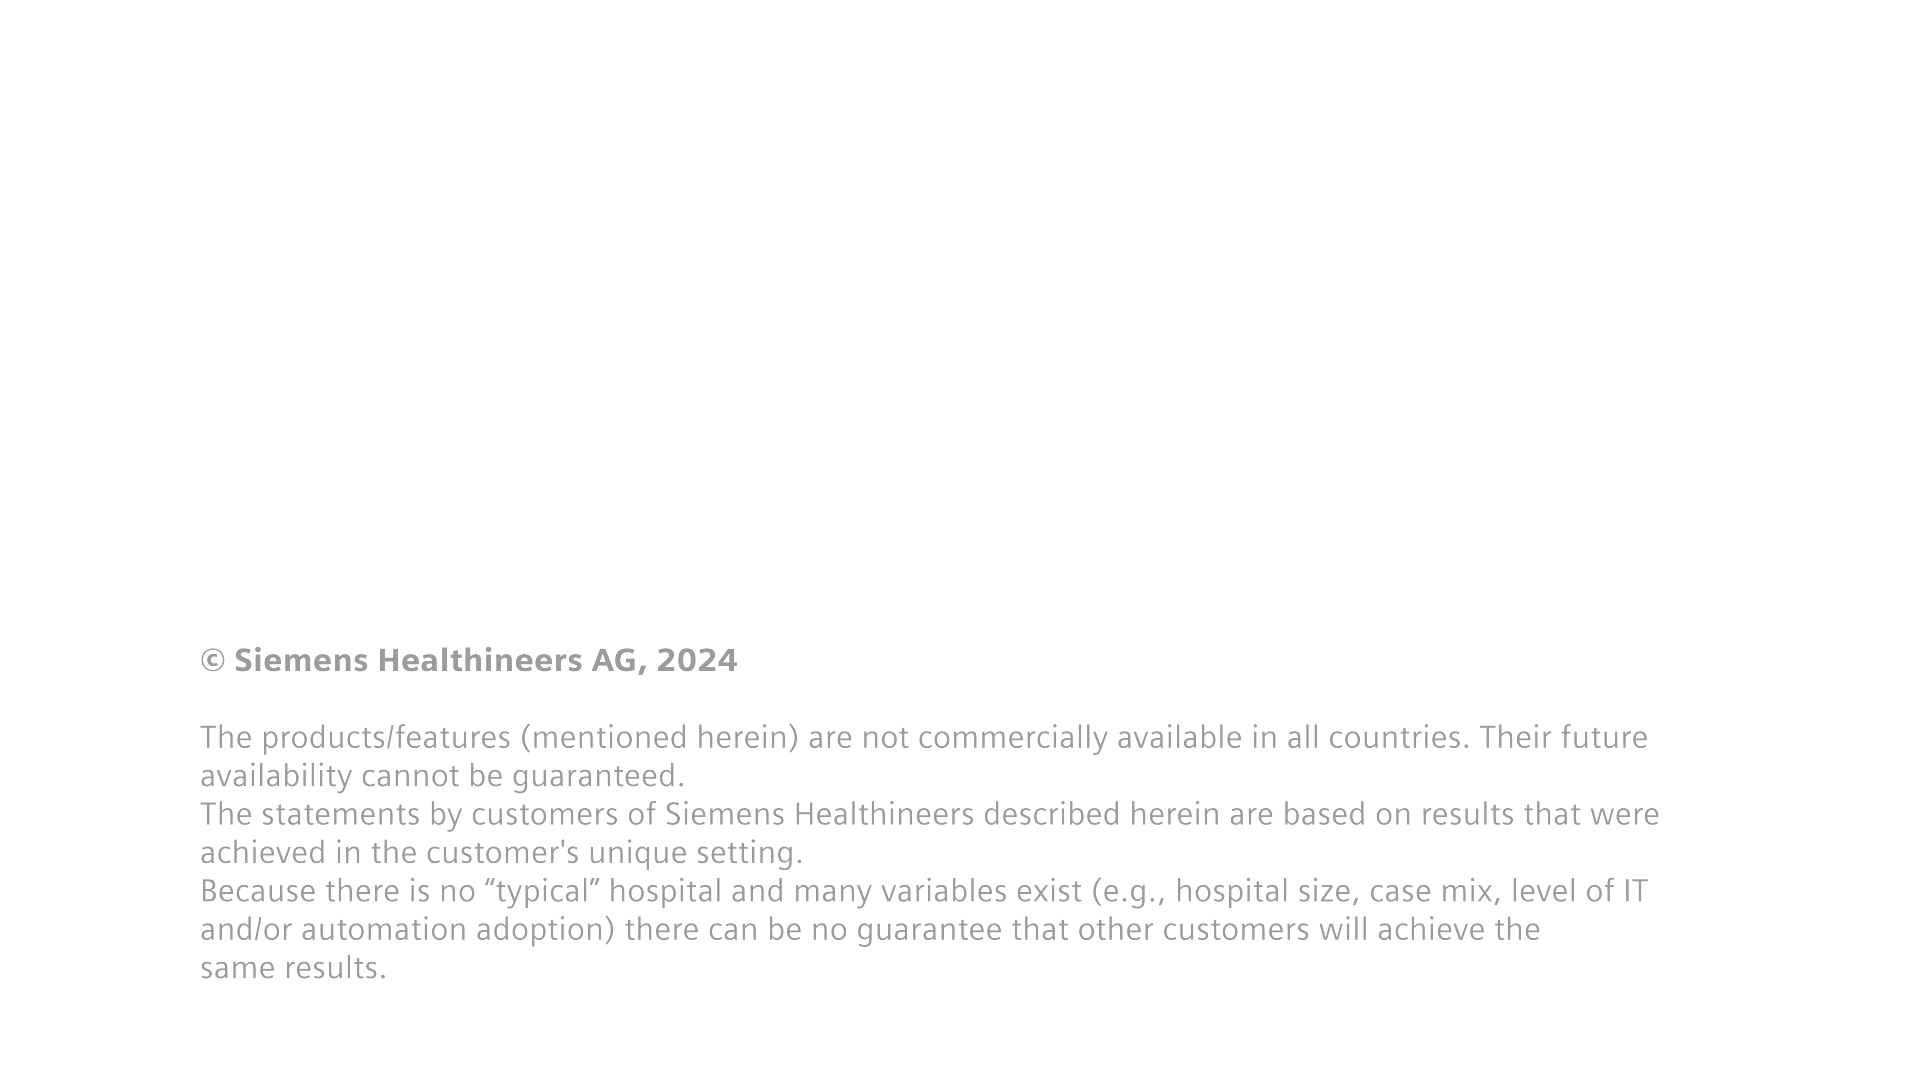 © Siemens Healthineers AG, 2024
The products/features (mentioned herein) are not commercially available in all countries. Their future
availability cannot be guaranteed.
The statements by customers of Siemens Healthineers described herein are based on results that were
achieved in the customer's unique setting.
Because there is no “typical” hospital and many variables exist (e.g., hospital size, case mix, level of IT
and/or automation adoption) there can be no guarantee that other customers will achieve the
same results.